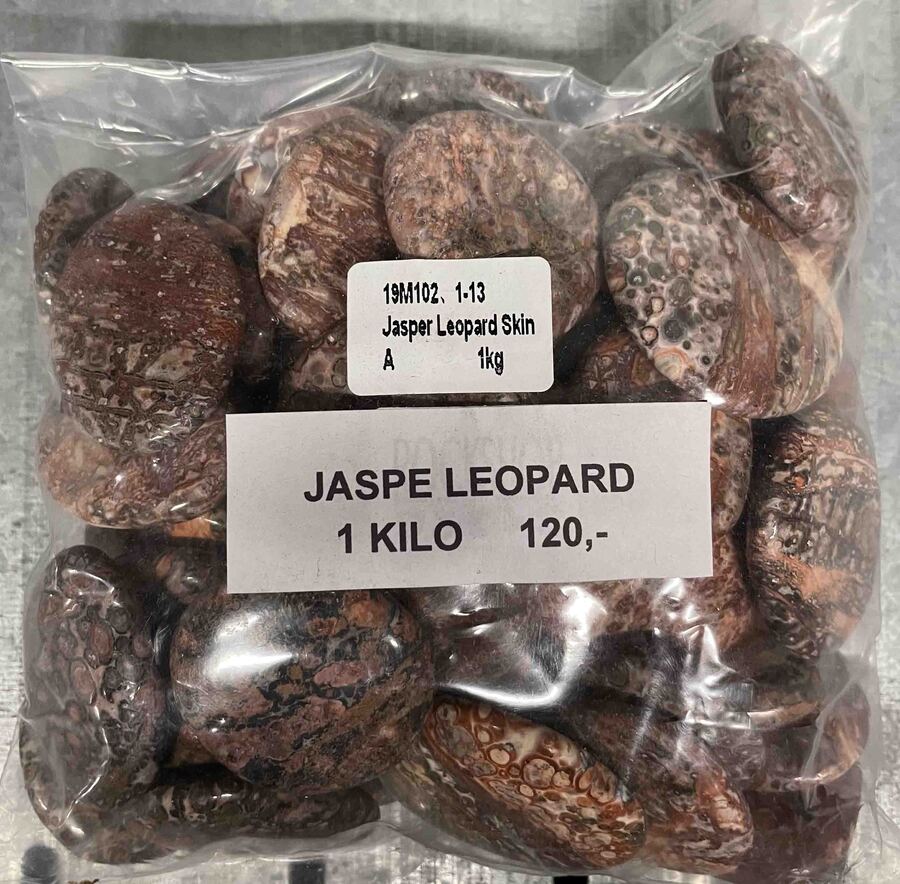 19M102、1-13
Jasper Leopard Skin
A 1kg
JASPE LEOPARD
1 KILO 120,-